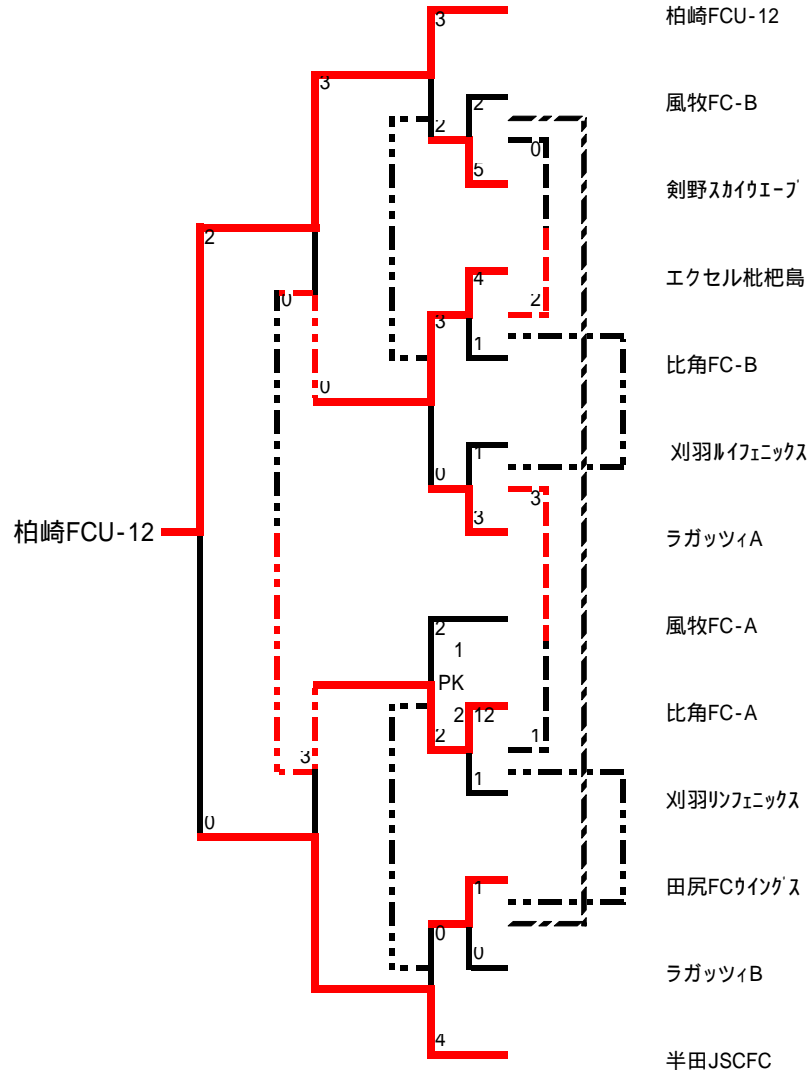 3
柏崎FCU-12
3
2
風牧FC-B
2
0
5
剣野ｽｶｲｳｴｰﾌﾞ
2
4
エクセル枇杷島
0
2
3
1
比角FC-B
0
1
刈羽ﾙｲﾌｪﾆｯｸｽ
0
3
柏崎FCU-12
3
ラガッツィA
2
風牧FC-A
1
PK
2
12
比角FC-A
2
1
3
1
刈羽ﾘﾝﾌｪﾆｯｸｽ
0
1
田尻FCｳｲﾝｸﾞｽ
0
0
ラガッツィB
4
半田JSCFC